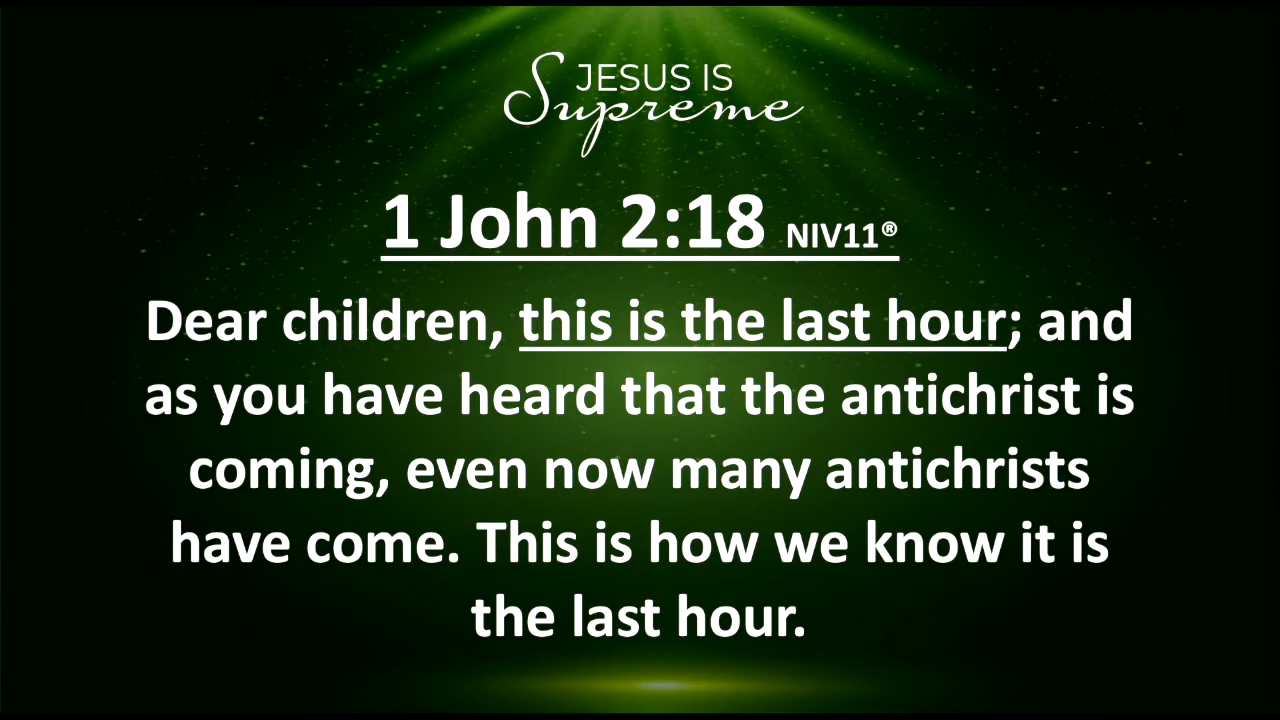 JESUS IS
Supreme
1 John 2:18 NIV11®
Dear children, this is the last hour; and
as you have heard that the antichrist is
coming, even now many antichrists
have come. This is how we know it is
the last hour.